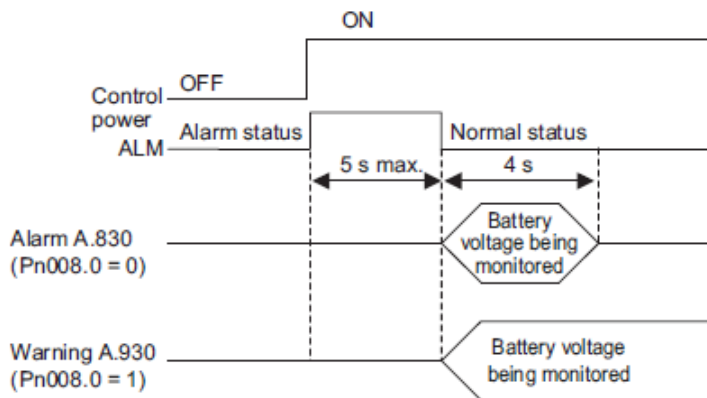 ON
OFF
Control
power
ALM
Alarm status
Normal status
5 s max.
4 s
Alarm A.830
(Pn008.0 = 0)
Battery
voltage being
monitored
Warning A.930
(Pn008.0 = 1)
Battery voltage
being monitored